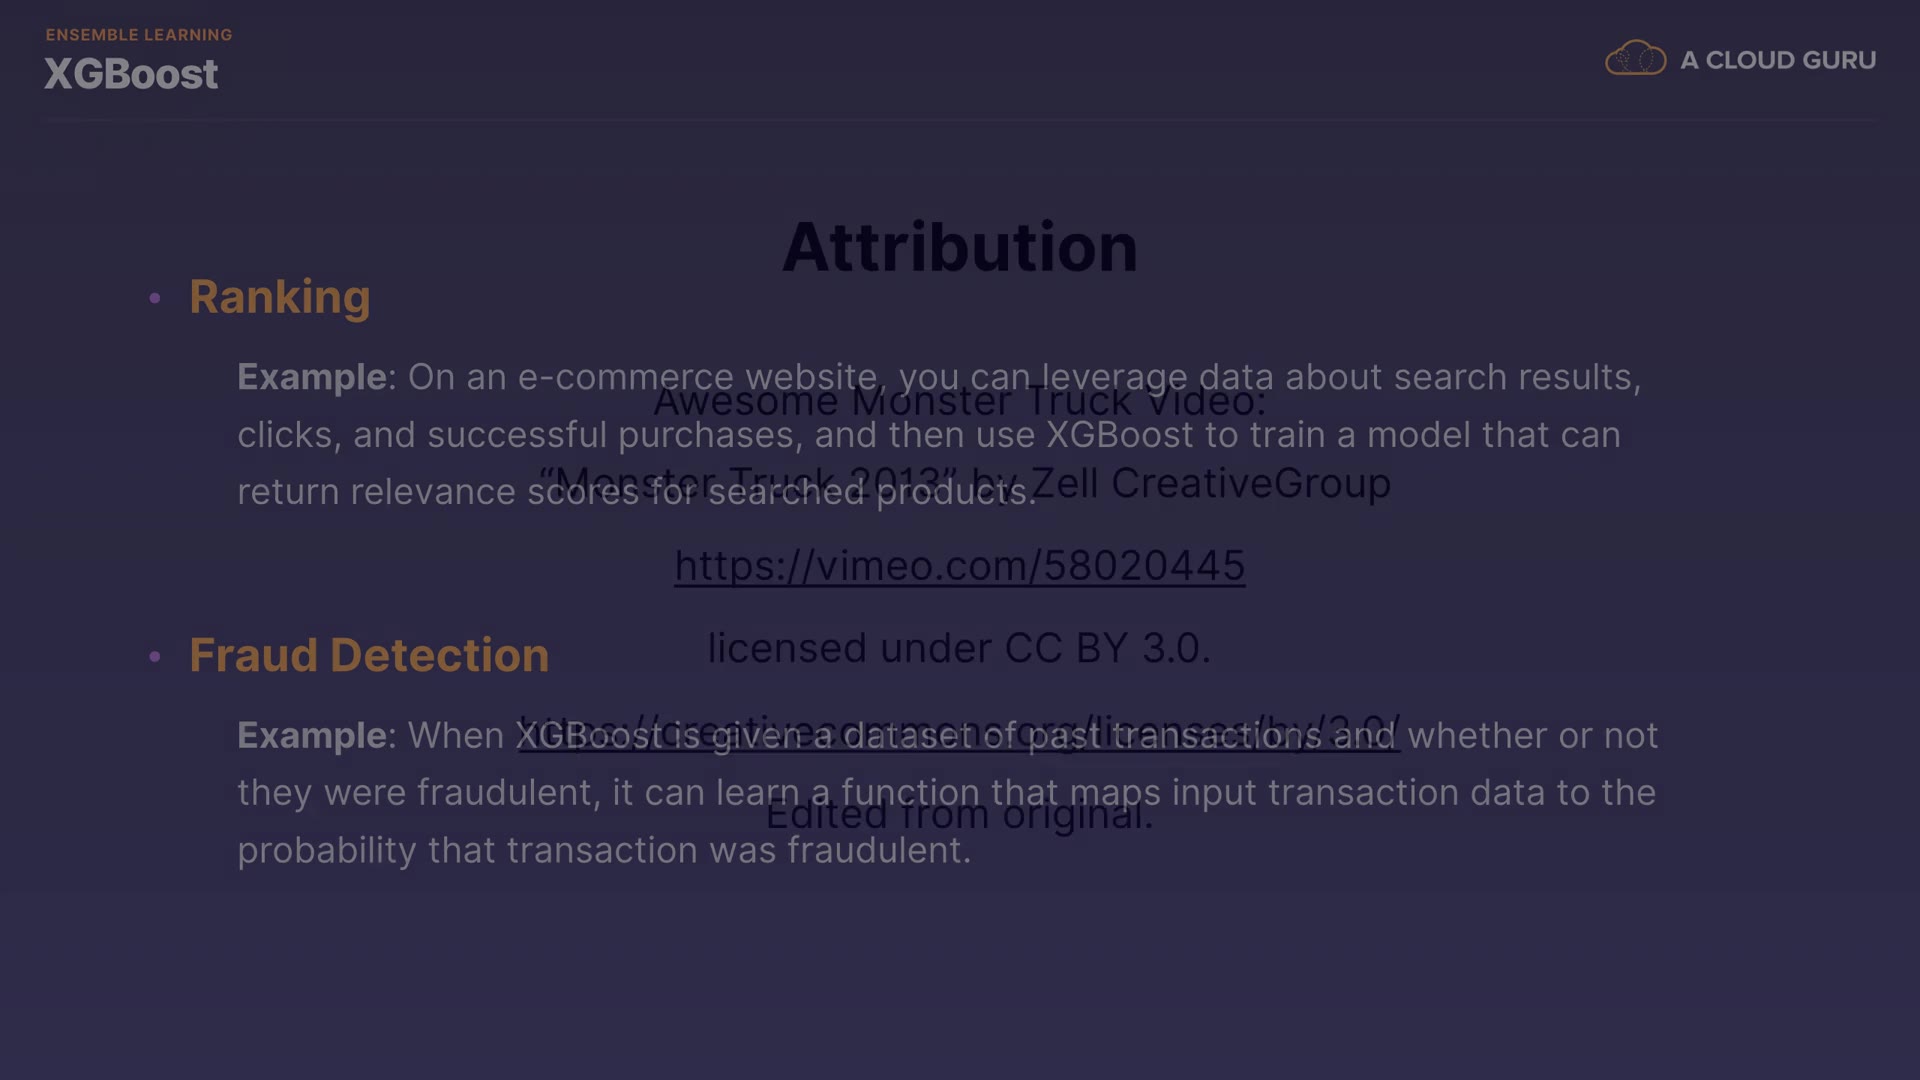 ENSEMBLE LEARNING
XGBoost
A CLOUD GURU
• Ranking
Example: On an e-commerce website, you can leverage data about search results,
clicks, and successful purchases, and then use XGBoost to train a model that can
return relevance scores for searched products.
• Fraud Detection
Example: When XGBoost is given a dataset of past transactions and whether or not
they were fraudulent, it can learn a function that maps input transaction data to the
probability that transaction was fraudulent.
Attribution
Awesome Monster Truck Video:
“Monster Truck 2013” by Zell CreativeGroup
https://vimeo.com/58020445
licensed under CC BY 3.0.
https://creativecommons.org/licenses/by/3.0/
Edited from original.